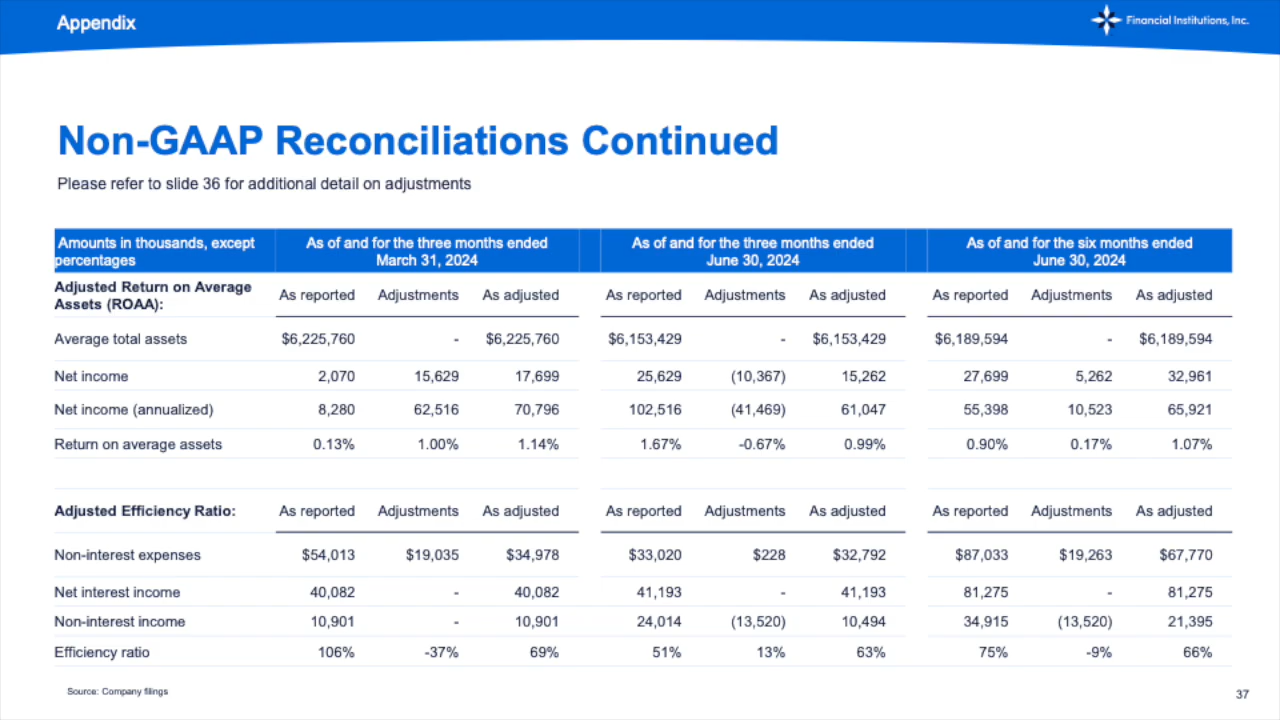 Appendix
Financial Institutions, Inc.
Non-GAAP Reconciliations Continued
Please refer to slide 36 for additional detail on adjustments
Amounts in thousands, except percentages As of and for the three months ended March 31, 2024 As of and for the three months ended June 30, 2024 As of and for the six months ended June 30, 2024
Adjusted Return on Average Assets (ROAA): As reported Adjustments As adjusted As reported Adjustments As adjusted As reported Adjustments As adjusted
Average total assets $6,225,760 - $6,225,760 $6,153,429 - $6,153,429 $6,189,594 - $6,189,594
Net income 2,070 15,629 17,699 25,629 (10,367) 15,262 27,699 5,262 32,961
Net income (annualized) 8,280 62,516 70,796 102,516 (41,469) 61,047 55,398 10,523 65,921
Return on average assets 0.13% 1.00% 1.14% 1.67% -0.67% 0.99% 0.90% 0.17% 1.07%
Adjusted Efficiency Ratio: As reported Adjustments As adjusted As reported Adjustments As adjusted As reported Adjustments As adjusted
Non-interest expenses $54,013 $19,035 $34,978 $33,020 $228 $32,792 $87,033 $19,263 $67,770
Net interest income 40,082 - 40,082 41,193 - 41,193 81,275 - 81,275
Non-interest income 10,901 - 10,901 24,014 (13,520) 10,494 34,915 (13,520) 21,395
Efficiency ratio 106% -37% 69% 51% 13% 63% 75% -9% 66%
Source: Company filings
37